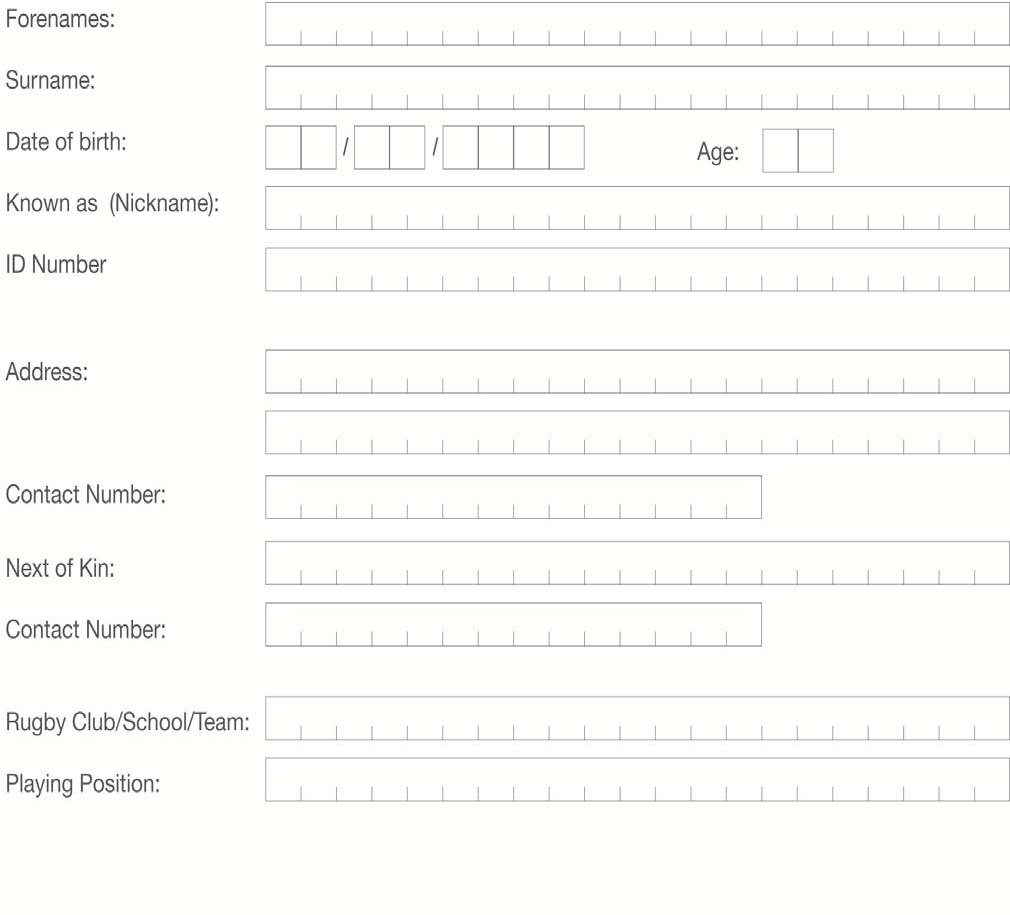 Forenames:
Surname:
Date of birth: / / Age:
Known as (Nickname):
ID Number
Address:
Contact Number:
Next of Kin:
Contact Number:
Rugby Club/School/Team:
Playing Position: